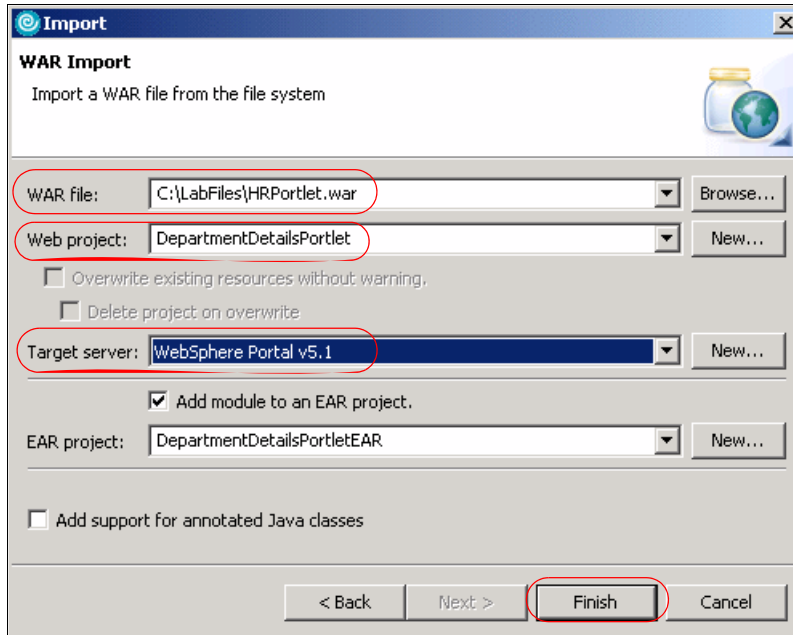 Import
WAR Import
Import a WAR file from the file system
WAR file: C:\LabFiles\HRPortlet.war Browse...
Web project: DepartmentDetailsPortlet New...
Overwrite existing resources without warning.
Delete project on overwrite
Target server: WebSphere Portal v5.1 New...
Add module to an EAR project.
EAR project: DepartmentDetailsPortletEAR New...
Add support for annotated Java classes
< Back Next > Finish Cancel